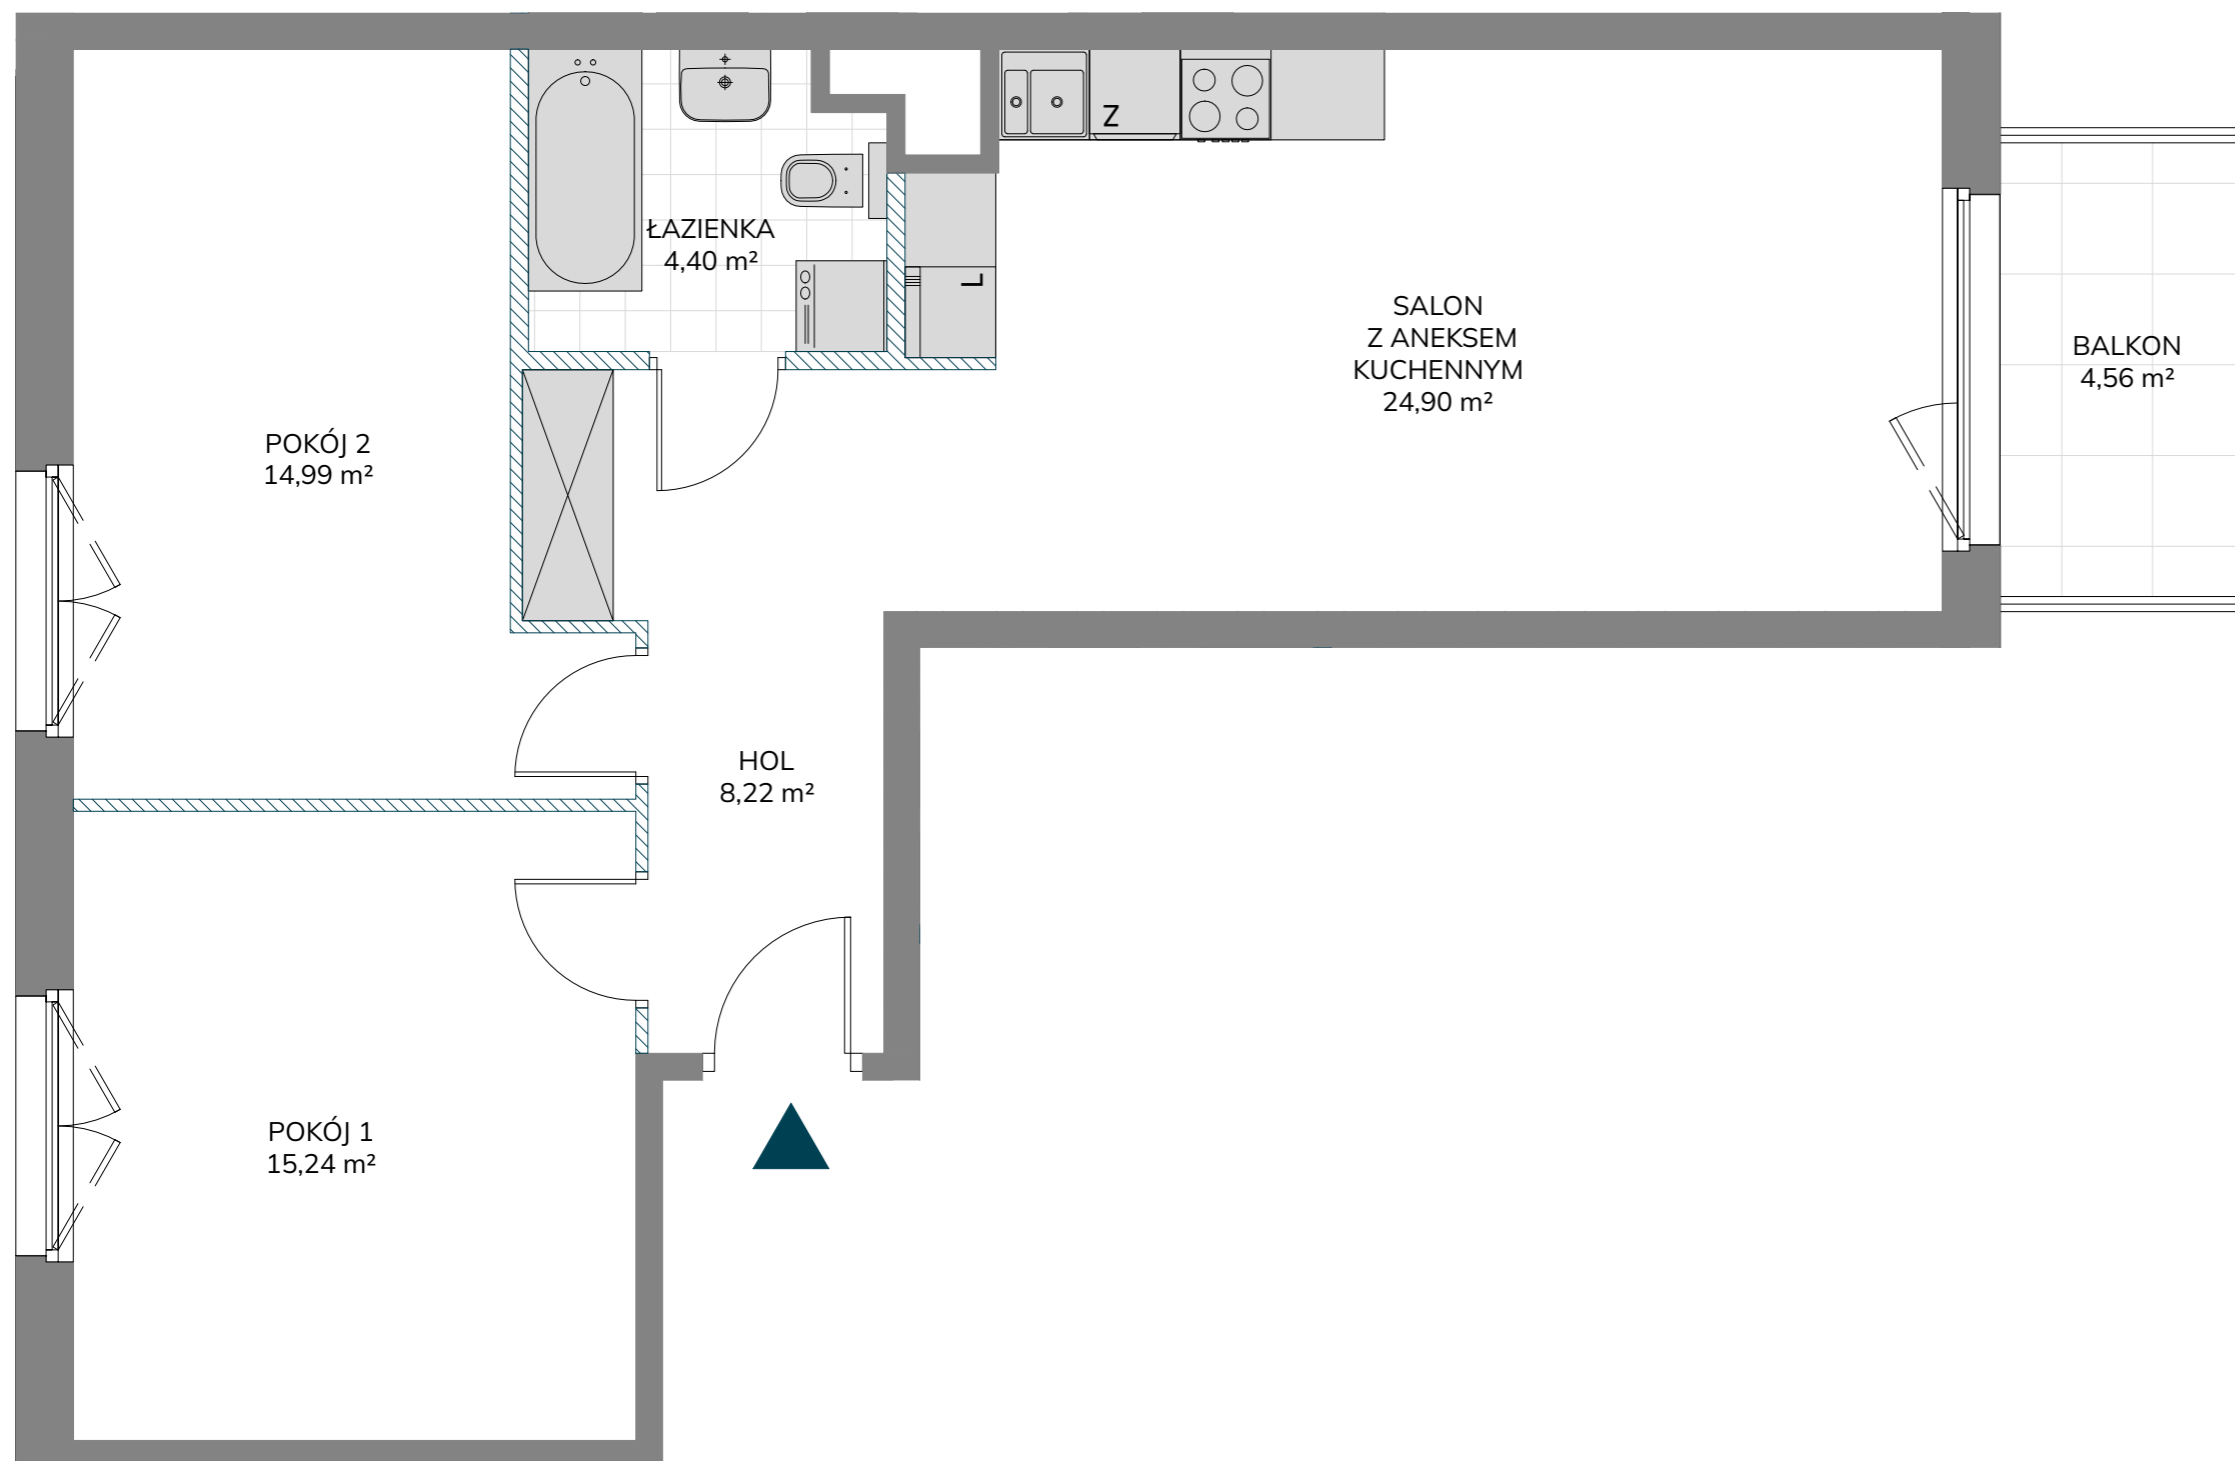 Z
ŁAZIENKA
4,40 m²
L
SALON
Z ANEKSEM
KUCHENNYM
24,90 m²
BALKON
4,56 m²
POKÓJ 2
14,99 m²
HOL
8,22 m²
POKÓJ 1
15,24 m²